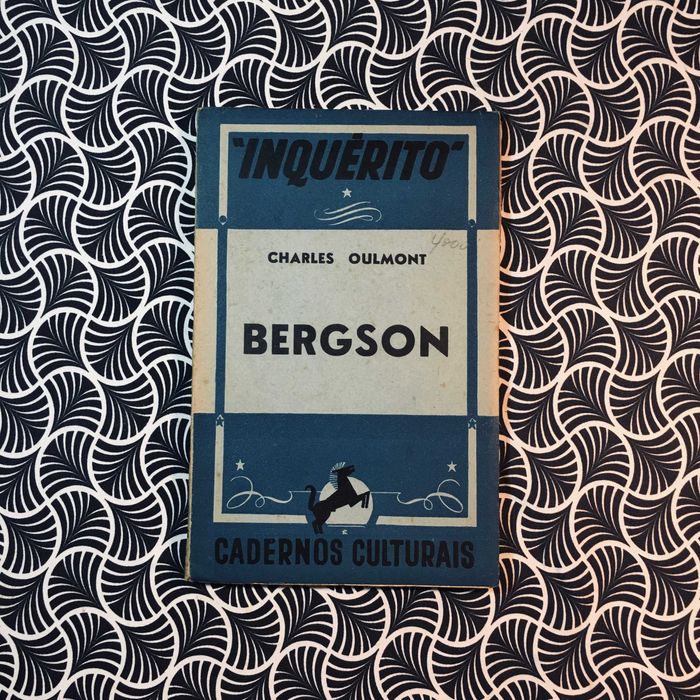 "INQUÉRITO"
CHARLES OULMONT
BERGSON
CADERNOS CULTURAIS